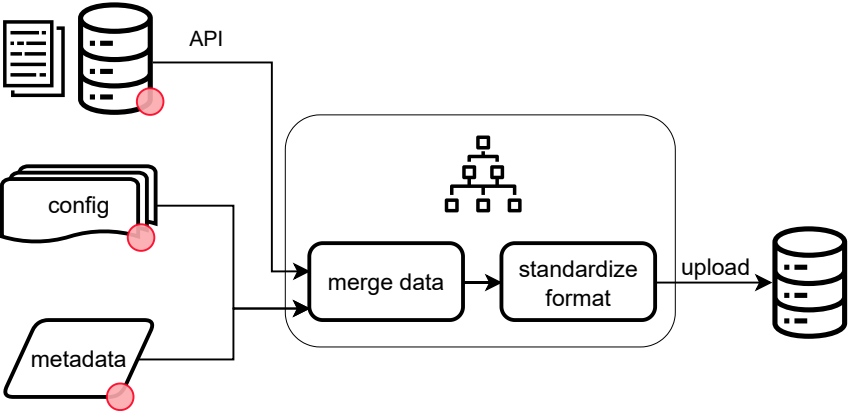 API
config
merge data
standardize
format
upload
metadata